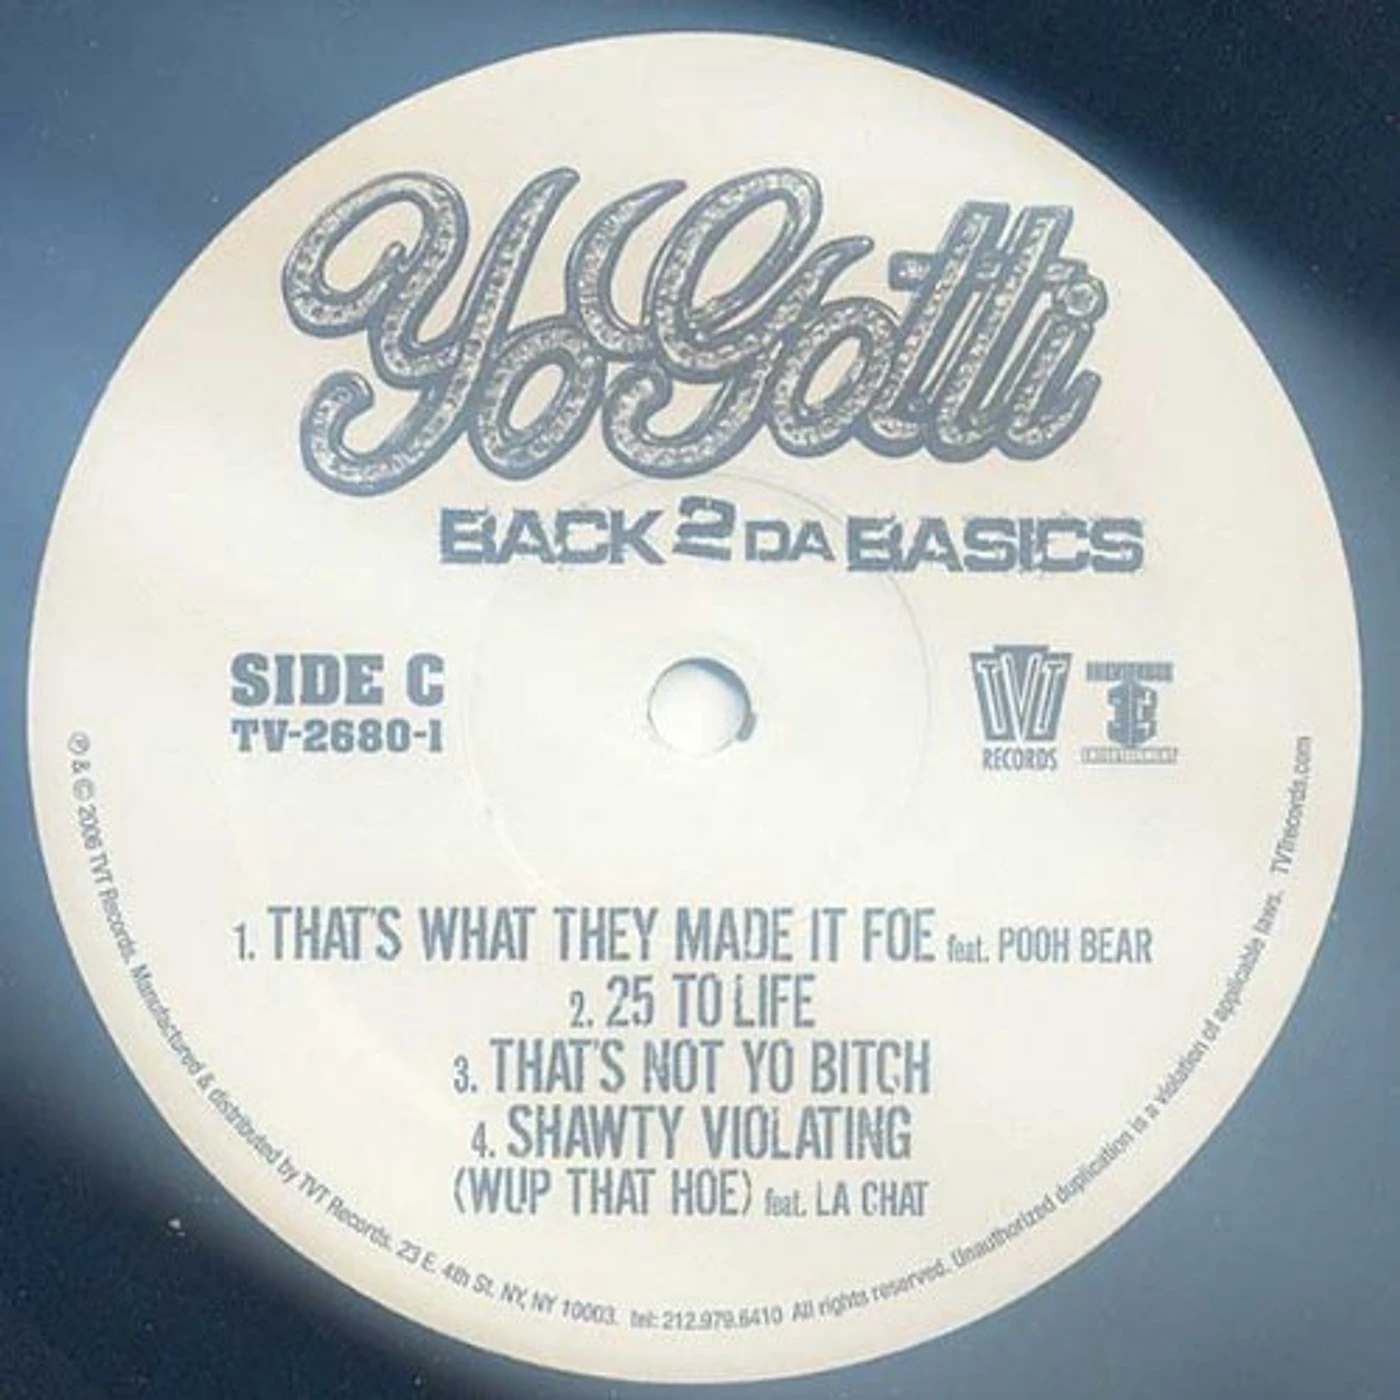 Yo Gotti
BACK 2 DA BASICS
SIDE C
TV-2680-1
TVT
RECORDS
1. THAT'S WHAT THEY MADE IT FOE feat. POOH BEAR
2. 25 TO LIFE
3. THAT'S NOT YO BITCH
4. SHAWTY VIOLATING
(WUP THAT HOE) feat. LA CHAT
℗ & © 2006 TVT Records. Manufactured & distributed by TVT Records. 23 E. 4th St. NY, NY 10003. tel: 212.979.6410 All rights reserved. Unauthorized duplication is a violation of applicable laws. TVTrecords.com